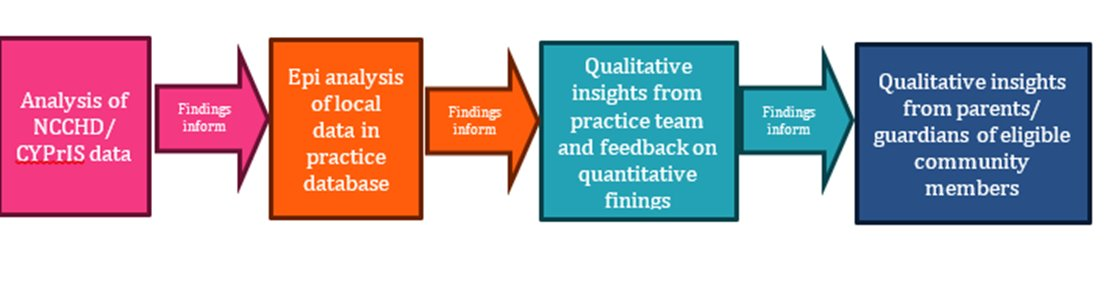 Analysis of
NCCHD/
CYPrIS data
Findings
inform
Epi analysis
of local
data in
practice
database
Findings
inform
Qualitative
insights from
practice team
and feedback on
quantitative
finings
Findings
inform
Qualitative insights
from parents/
guardians of eligible
community
members